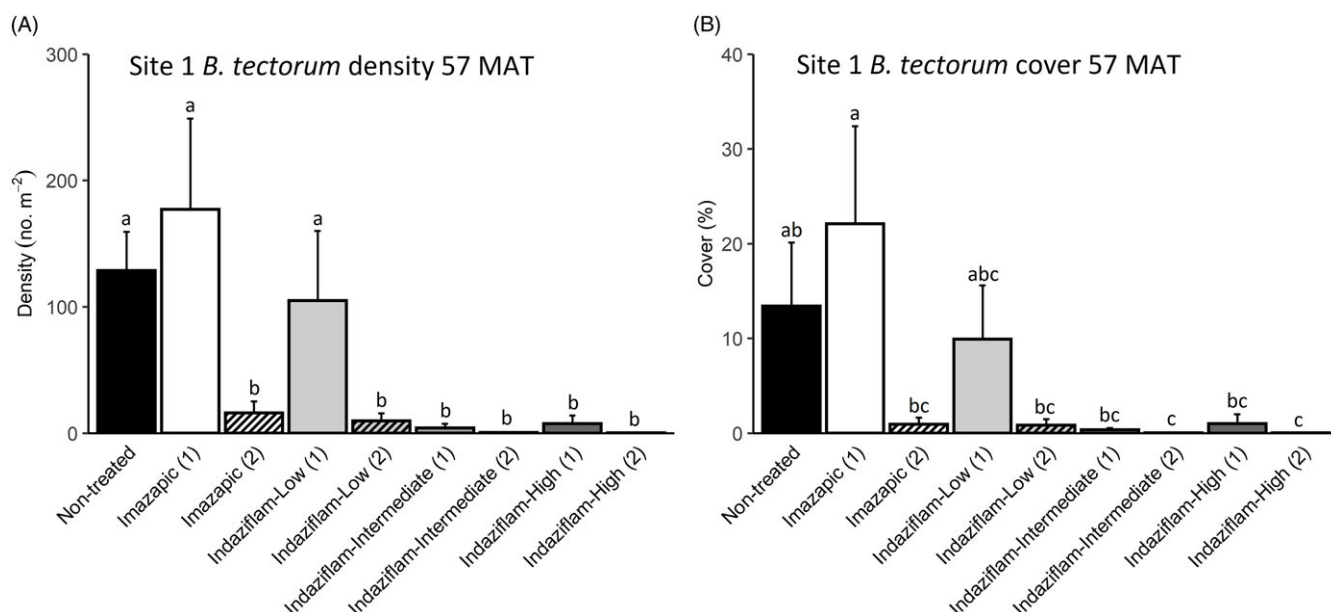 (A)
Site 1 B. tectorum density 57 MAT
Density (no. m⁻²)
300
200
100
0
a
a
b
a
b
b
b
b
b
Non-treated
Imazapic (1)
Imazapic (2)
Indaziflam-Low (1)
Indaziflam-Low (2)
Indaziflam-Intermediate (1)
Indaziflam-Intermediate (2)
Indaziflam-High (1)
Indaziflam-High (2)
(B)
Site 1 B. tectorum cover 57 MAT
Cover (%)
40
30
20
10
0
ab
a
bc
abc
bc
bc
c
bc
c
Non-treated
Imazapic (1)
Imazapic (2)
Indaziflam-Low (1)
Indaziflam-Low (2)
Indaziflam-Intermediate (1)
Indaziflam-Intermediate (2)
Indaziflam-High (1)
Indaziflam-High (2)